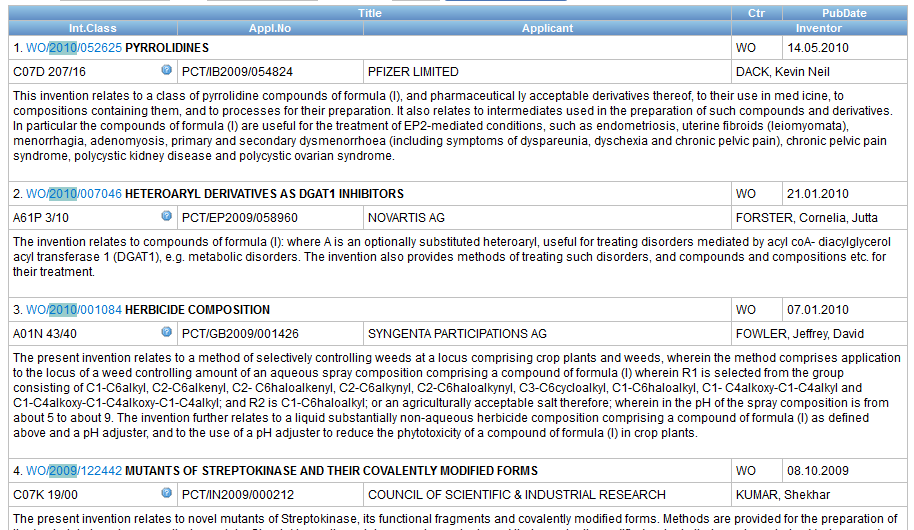 Title Ctr PubDate
Int.Class Appl.No Applicant Inventor
1. WO/2010/052625 PYRROLIDINES WO 14.05.2010
C07D 207/16 PCT/IB2009/054824 PFIZER LIMITED DACK, Kevin Neil
This invention relates to a class of pyrrolidine compounds of formula (I), and pharmaceutical ly acceptable derivatives thereof, to their use in med icine, to
compositions containing them, and to processes for their preparation. It also relates to intermediates used in the preparation of such compounds and derivatives.
In particular the compounds of formula (I) are useful for the treatment of EP2-mediated conditions, such as endometriosis, uterine fibroids (leiomyomata),
menorrhagia, adenomyosis, primary and secondary dysmenorrhoea (including symptoms of dyspareunia, dyschexia and chronic pelvic pain), chronic pelvic pain
syndrome, polycystic kidney disease and polycystic ovarian syndrome.
2. WO/2010/007046 HETEROARYL DERIVATIVES AS DGAT1 INHIBITORS WO 21.01.2010
A61P 3/10 PCT/EP2009/058960 NOVARTIS AG FORSTER, Cornelia, Jutta
The invention relates to compounds of formula (I): where A is an optionally substituted heteroaryl, useful for treating disorders mediated by acyl coA- diacylglycerol
acyl transferase 1 (DGAT1), e.g. metabolic disorders. The invention also provides methods of treating such disorders, and compounds and compositions etc. for
their treatment.
3. WO/2010/001084 HERBICIDE COMPOSITION WO 07.01.2010
A01N 43/40 PCT/GB2009/001426 SYNGENTA PARTICIPATIONS AG FOWLER, Jeffrey, David
The present invention relates to a method of selectively controlling weeds at a locus comprising crop plants and weeds, wherein the method comprises application
to the locus of a weed controlling amount of an aqueous spray composition comprising a compound of formula (I) wherein R1 is selected from the group
consisting of C1-C6alkyl, C2-C6alkenyl, C2- C6haloalkenyl, C2-C6alkynyl, C2-C6haloalkynyl, C3-C6cycloalkyl, C1-C6haloalkyl, C1- C4alkoxy-C1-C4alkyl and
C1-C4alkoxy-C1-C4alkoxy-C1-C4alkyl; and R2 is C1-C6haloalkyl; or an agriculturally acceptable salt therefore; wherein in the pH of the spray composition is from
about 5 to about 9. The invention further relates to a liquid substantially non-aqueous herbicide composition comprising a compound of formula (I) as defined
above and a pH adjuster, and to the use of a pH adjuster to reduce the phytotoxicity of a compound of formula (I) in crop plants.
4. WO/2009/122442 MUTANTS OF STREPTOKINASE AND THEIR COVALENTLY MODIFIED FORMS WO 08.10.2009
C07K 19/00 PCT/IN2009/000212 COUNCIL OF SCIENTIFIC & INDUSTRIAL RESEARCH KUMAR, Shekhar
The present invention relates to novel mutants of Streptokinase, its functional fragments and covalently modified forms. Methods are provided for the preparation of